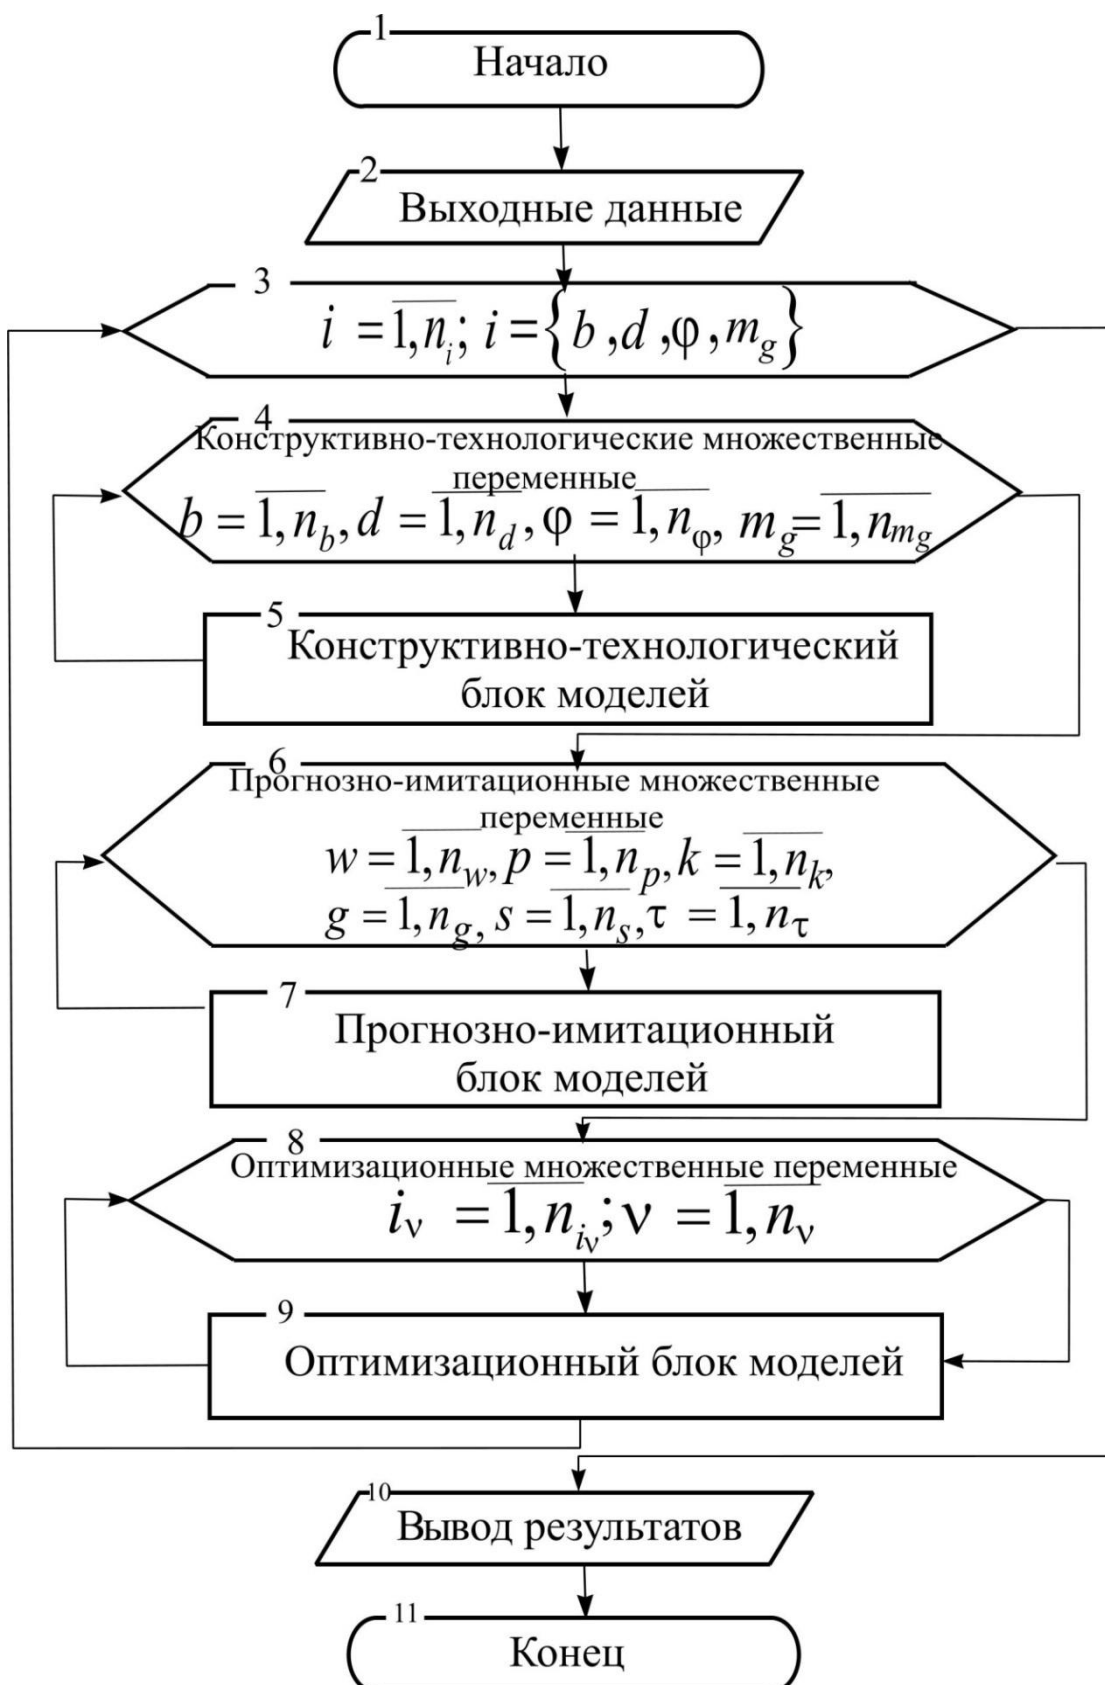 1
Начало
2
Выходные данные
3
i = 1,n_i; i = {b ,d ,φ , m_g}
4
Конструктивно-технологические множественные
переменные
b = 1,n_b, d = 1,n_d, φ = 1,n_φ, m_g = 1,n_mg
5
Конструктивно-технологический
блок моделей
6
Прогнозно-имитационные множественные
переменные
w = 1,n_w, p = 1,n_p, k = 1,n_k,
g = 1,n_g, s = 1,n_s, τ = 1,n_τ
7
Прогнозно-имитационный
блок моделей
8
Оптимизационные множественные переменные
i_ν = 1,n_iν; ν = 1,n_ν
9
Оптимизационный блок моделей
10
Вывод результатов
11
Конец